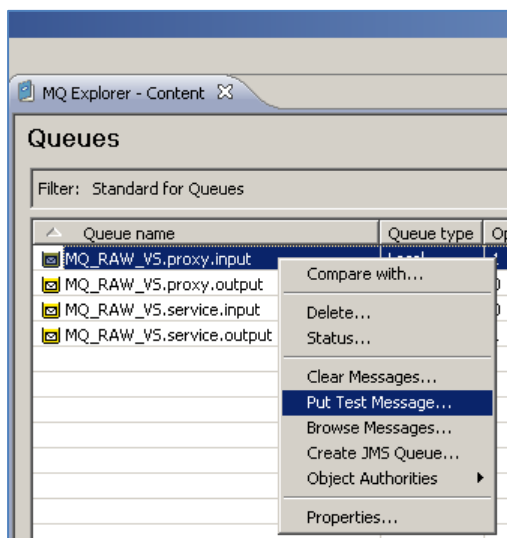 MQ Explorer - Content
Queues
Filter: Standard for Queues
Queue name Queue type
MQ_RAW_VS.proxy.input
MQ_RAW_VS.proxy.output
MQ_RAW_VS.service.input
MQ_RAW_VS.service.output
Compare with...
Delete...
Status...
Clear Messages...
Put Test Message...
Browse Messages...
Create JMS Queue...
Object Authorities
Properties...